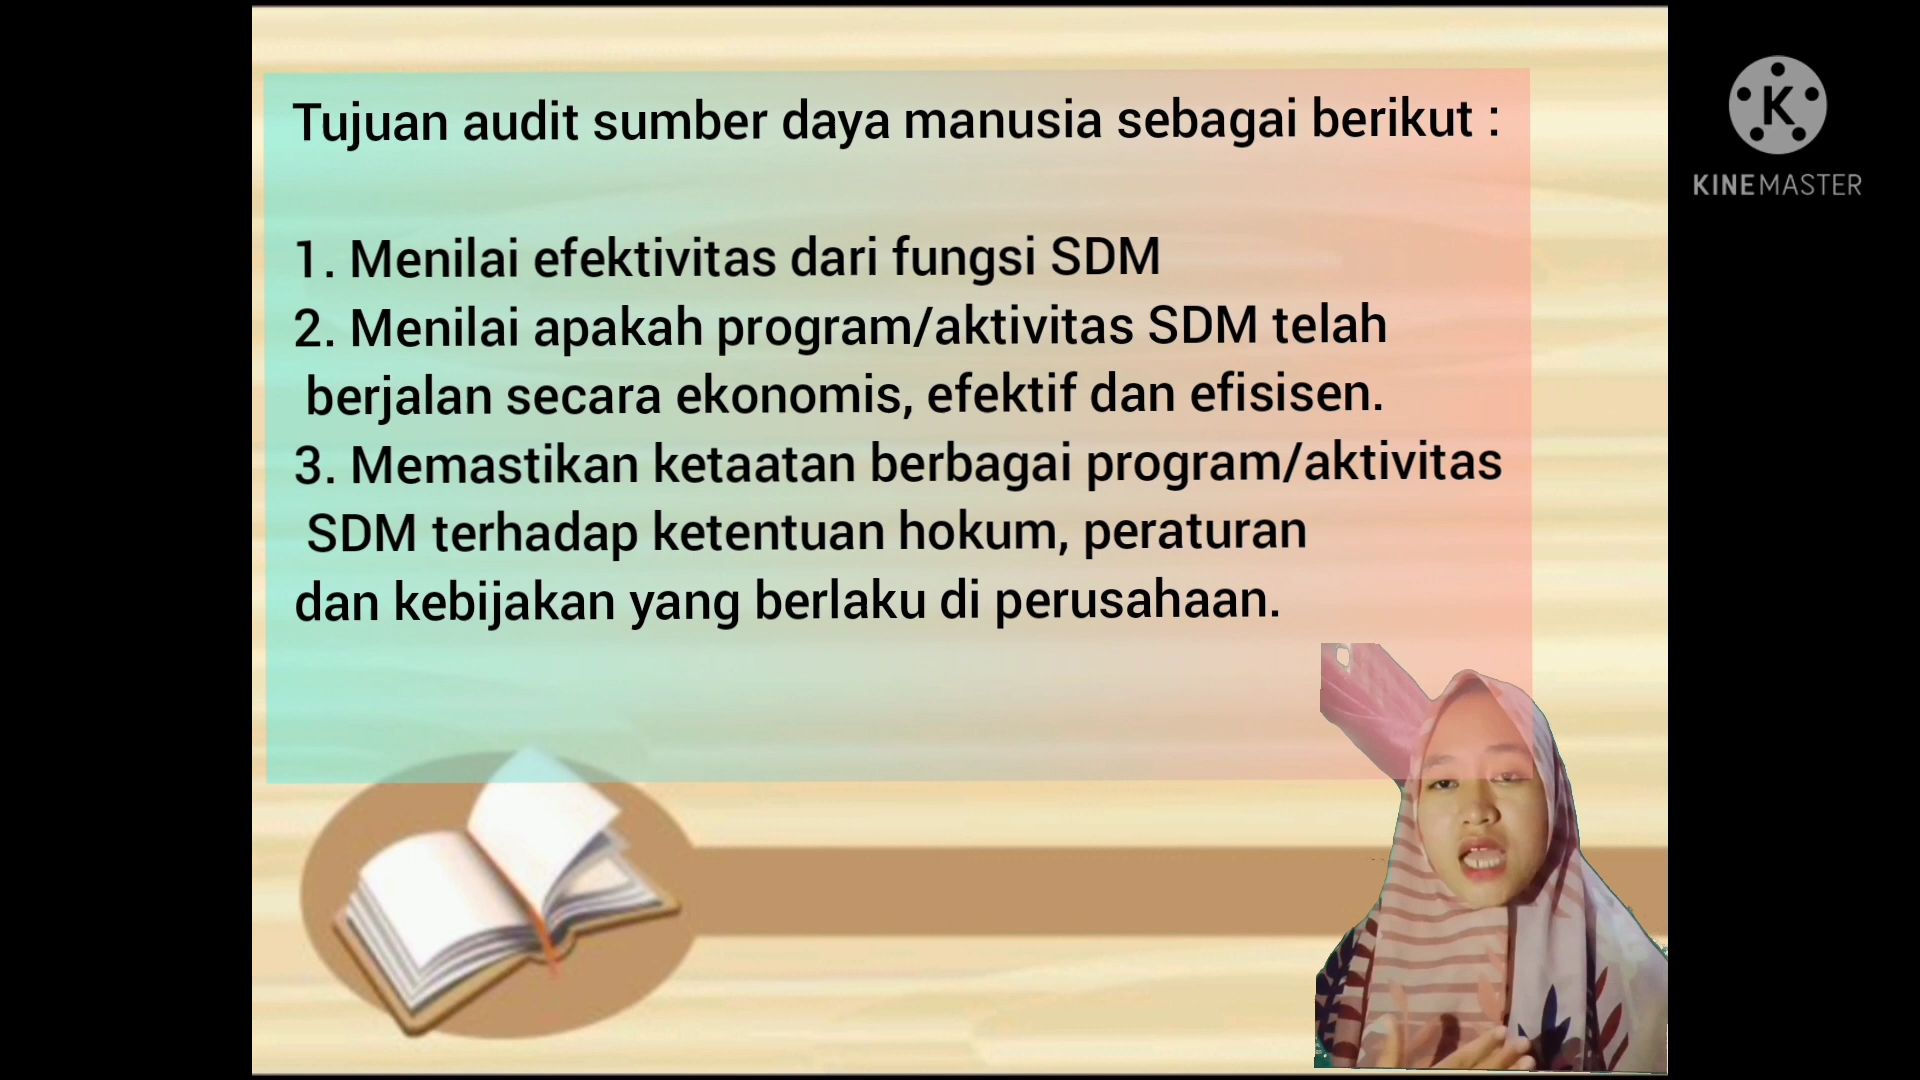 Tujuan audit sumber daya manusia sebagai berikut :
1. Menilai efektivitas dari fungsi SDM
2. Menilai apakah program/aktivitas SDM telah
berjalan secara ekonomis, efektif dan efisisen.
3. Memastikan ketaatan berbagai program/aktivitas
SDM terhadap ketentuan hokum, peraturan
dan kebijakan yang berlaku di perusahaan.
K
KINEMASTER